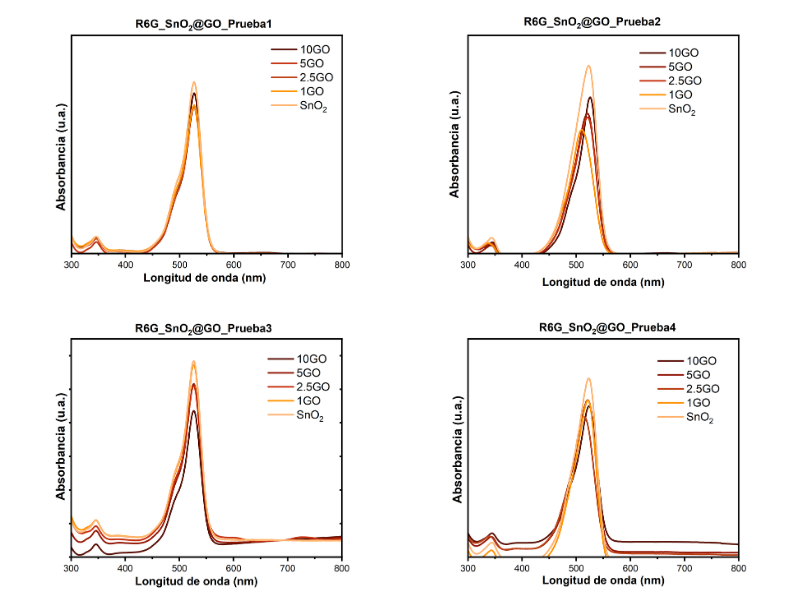 R6G_SnO₂@GO_Prueba1
10GO
5GO
2.5GO
1GO
SnO₂
Absorbancia (u.a.)
300 400 500 600 700 800
Longitud de onda (nm)
R6G_SnO₂@GO_Prueba2
10GO
5GO
2.5GO
1GO
SnO₂
Absorbancia (u.a.)
300 400 500 600 700 800
Longitud de onda (nm)
R6G_SnO₂@GO_Prueba3
10GO
5GO
2.5GO
1GO
SnO₂
Absorbancia (u.a.)
300 400 500 600 700 800
Longitud de onda (nm)
R6G_SnO₂@GO_Prueba4
10GO
5GO
2.5GO
1GO
SnO₂
Absorbancia (u.a.)
300 400 500 600 700 800
Longitud de onda (nm)